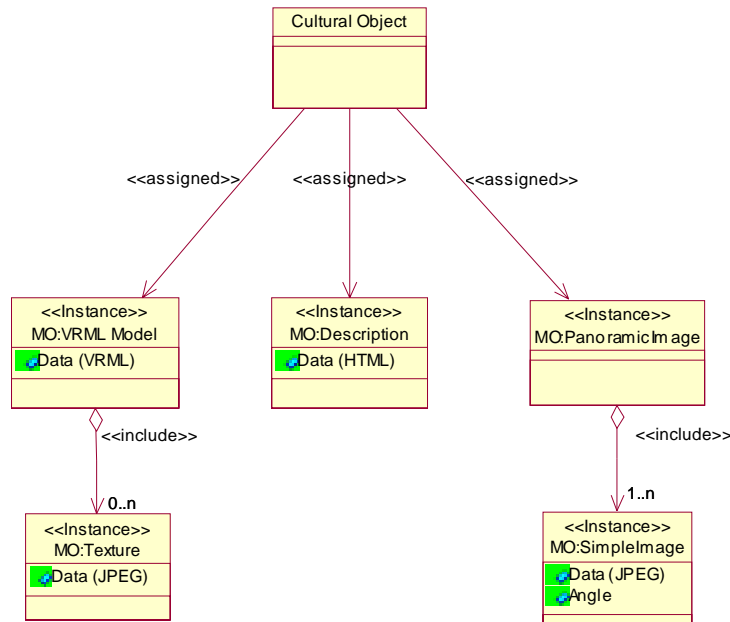 Cultural Object
<<assigned>>
<<assigned>>
<<assigned>>
<<Instance>>
MO:VRML Model
Data (VRML)
<<Instance>>
MO:Description
Data (HTML)
<<Instance>>
MO:PanoramicImage
<<include>>
<<include>>
0..n
1..n
<<Instance>>
MO:Texture
Data (JPEG)
<<Instance>>
MO:SimpleImage
Data (JPEG)
Angle